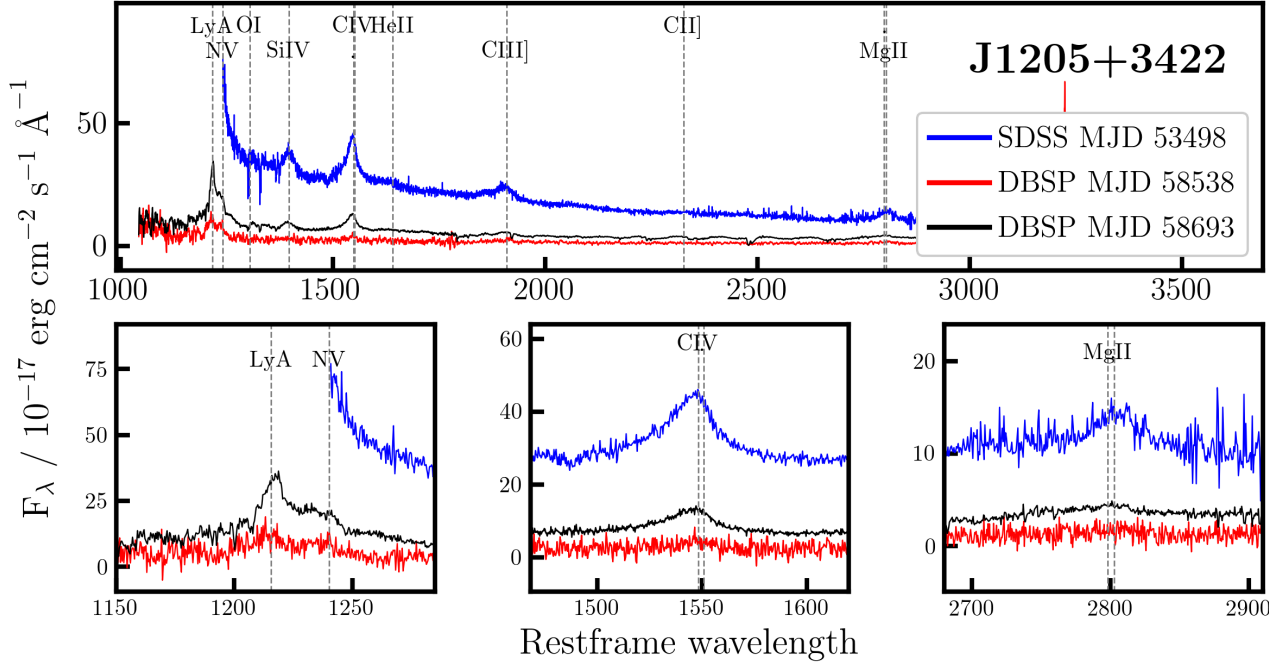 LyA OI CIV HeII
NV SiIV CIII] CII] MgII
J1205+3422
SDSS MJD 53498
DBSP MJD 58538
DBSP MJD 58693
50
0
1000 1500 2000 2500 3000 3500
F_λ / 10⁻¹⁷ erg cm⁻² s⁻¹ Å⁻¹
LyA NV
75
50
25
0
1150 1200 1250
CIV
60
40
20
0
1500 1550 1600
MgII
20
10
0
2700 2800 2900
Restframe wavelength